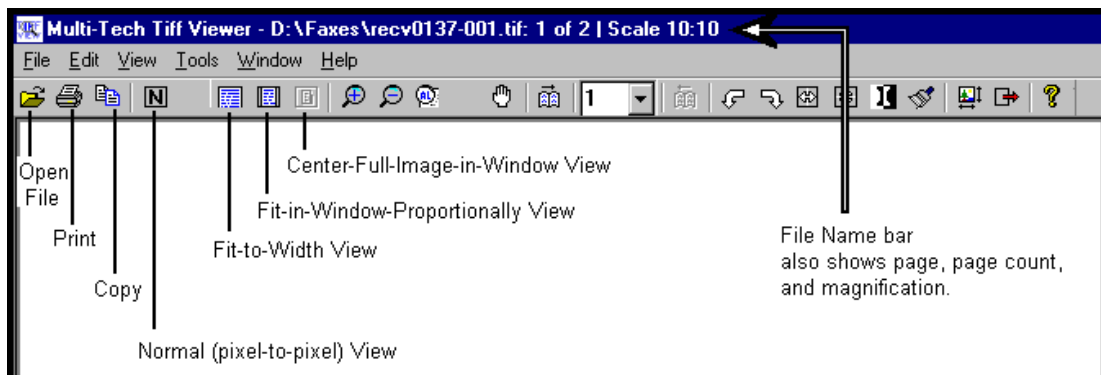 Multi-Tech Tiff Viewer - D:\Faxes\recv0137-001.tif: 1 of 2 | Scale 10:10
File Edit View Tools Window Help
N
1
Center-Full-Image-in-Window View
Open
File
Fit-in-Window-Proportionally View
Print
Fit-to-Width View
File Name bar
also shows page, page count,
and magnification.
Copy
Normal (pixel-to-pixel) View